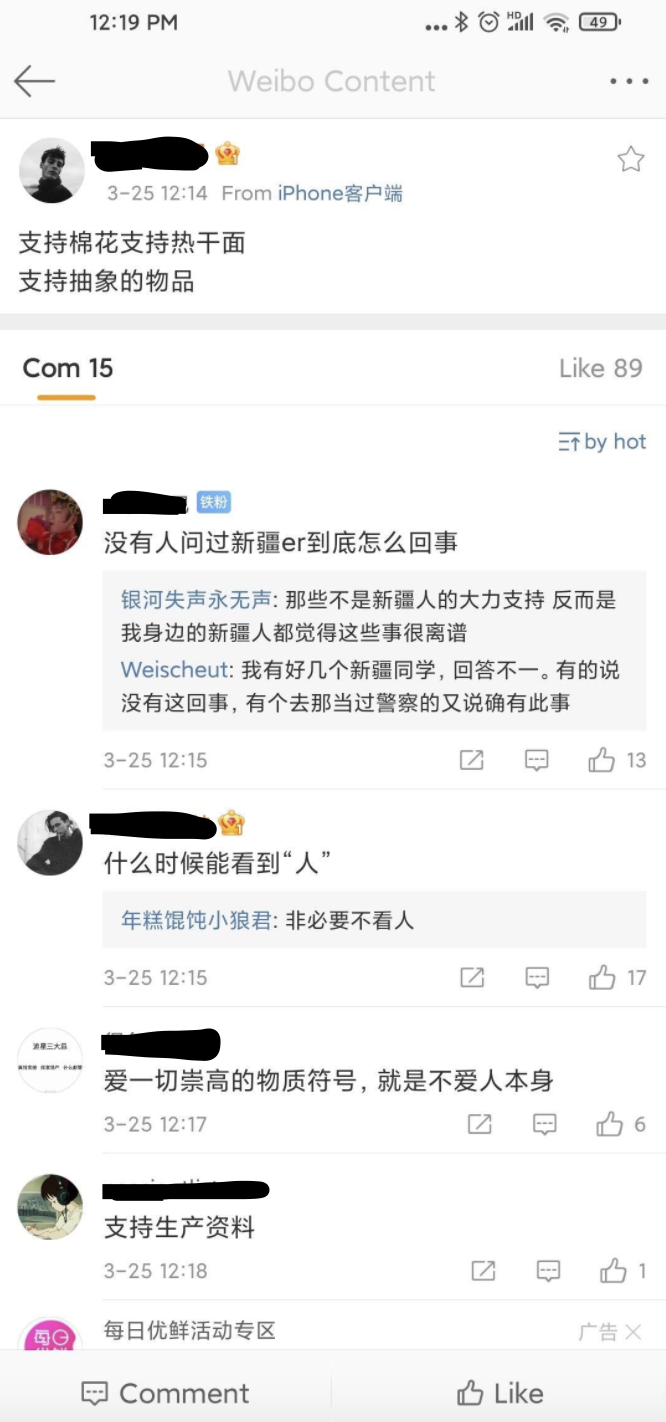 12:19 PM
HD
49
Weibo Content
3-25 12:14 From iPhone客户端
支持棉花支持热干面
支持抽象的物品
Com 15
Like 89
by hot
铁粉
没有人问过新疆er到底怎么回事
银河失声永无声: 那些不是新疆人的大力支持 反而是
我身边的新疆人都觉得这些事很离谱
Weischeut: 我有好几个新疆同学, 回答不一。有的说
没有这回事, 有个去那当过警察的又说确有此事
3-25 12:15
13
什么时候能看到“人”
年糕馄饨小狼君: 非必要不看人
3-25 12:15
17
追星三大忌
爱一切崇高的物质符号, 就是不爱人本身
3-25 12:17
6
支持生产资料
3-25 12:18
1
每日优鲜活动专区
广告
Comment
Like